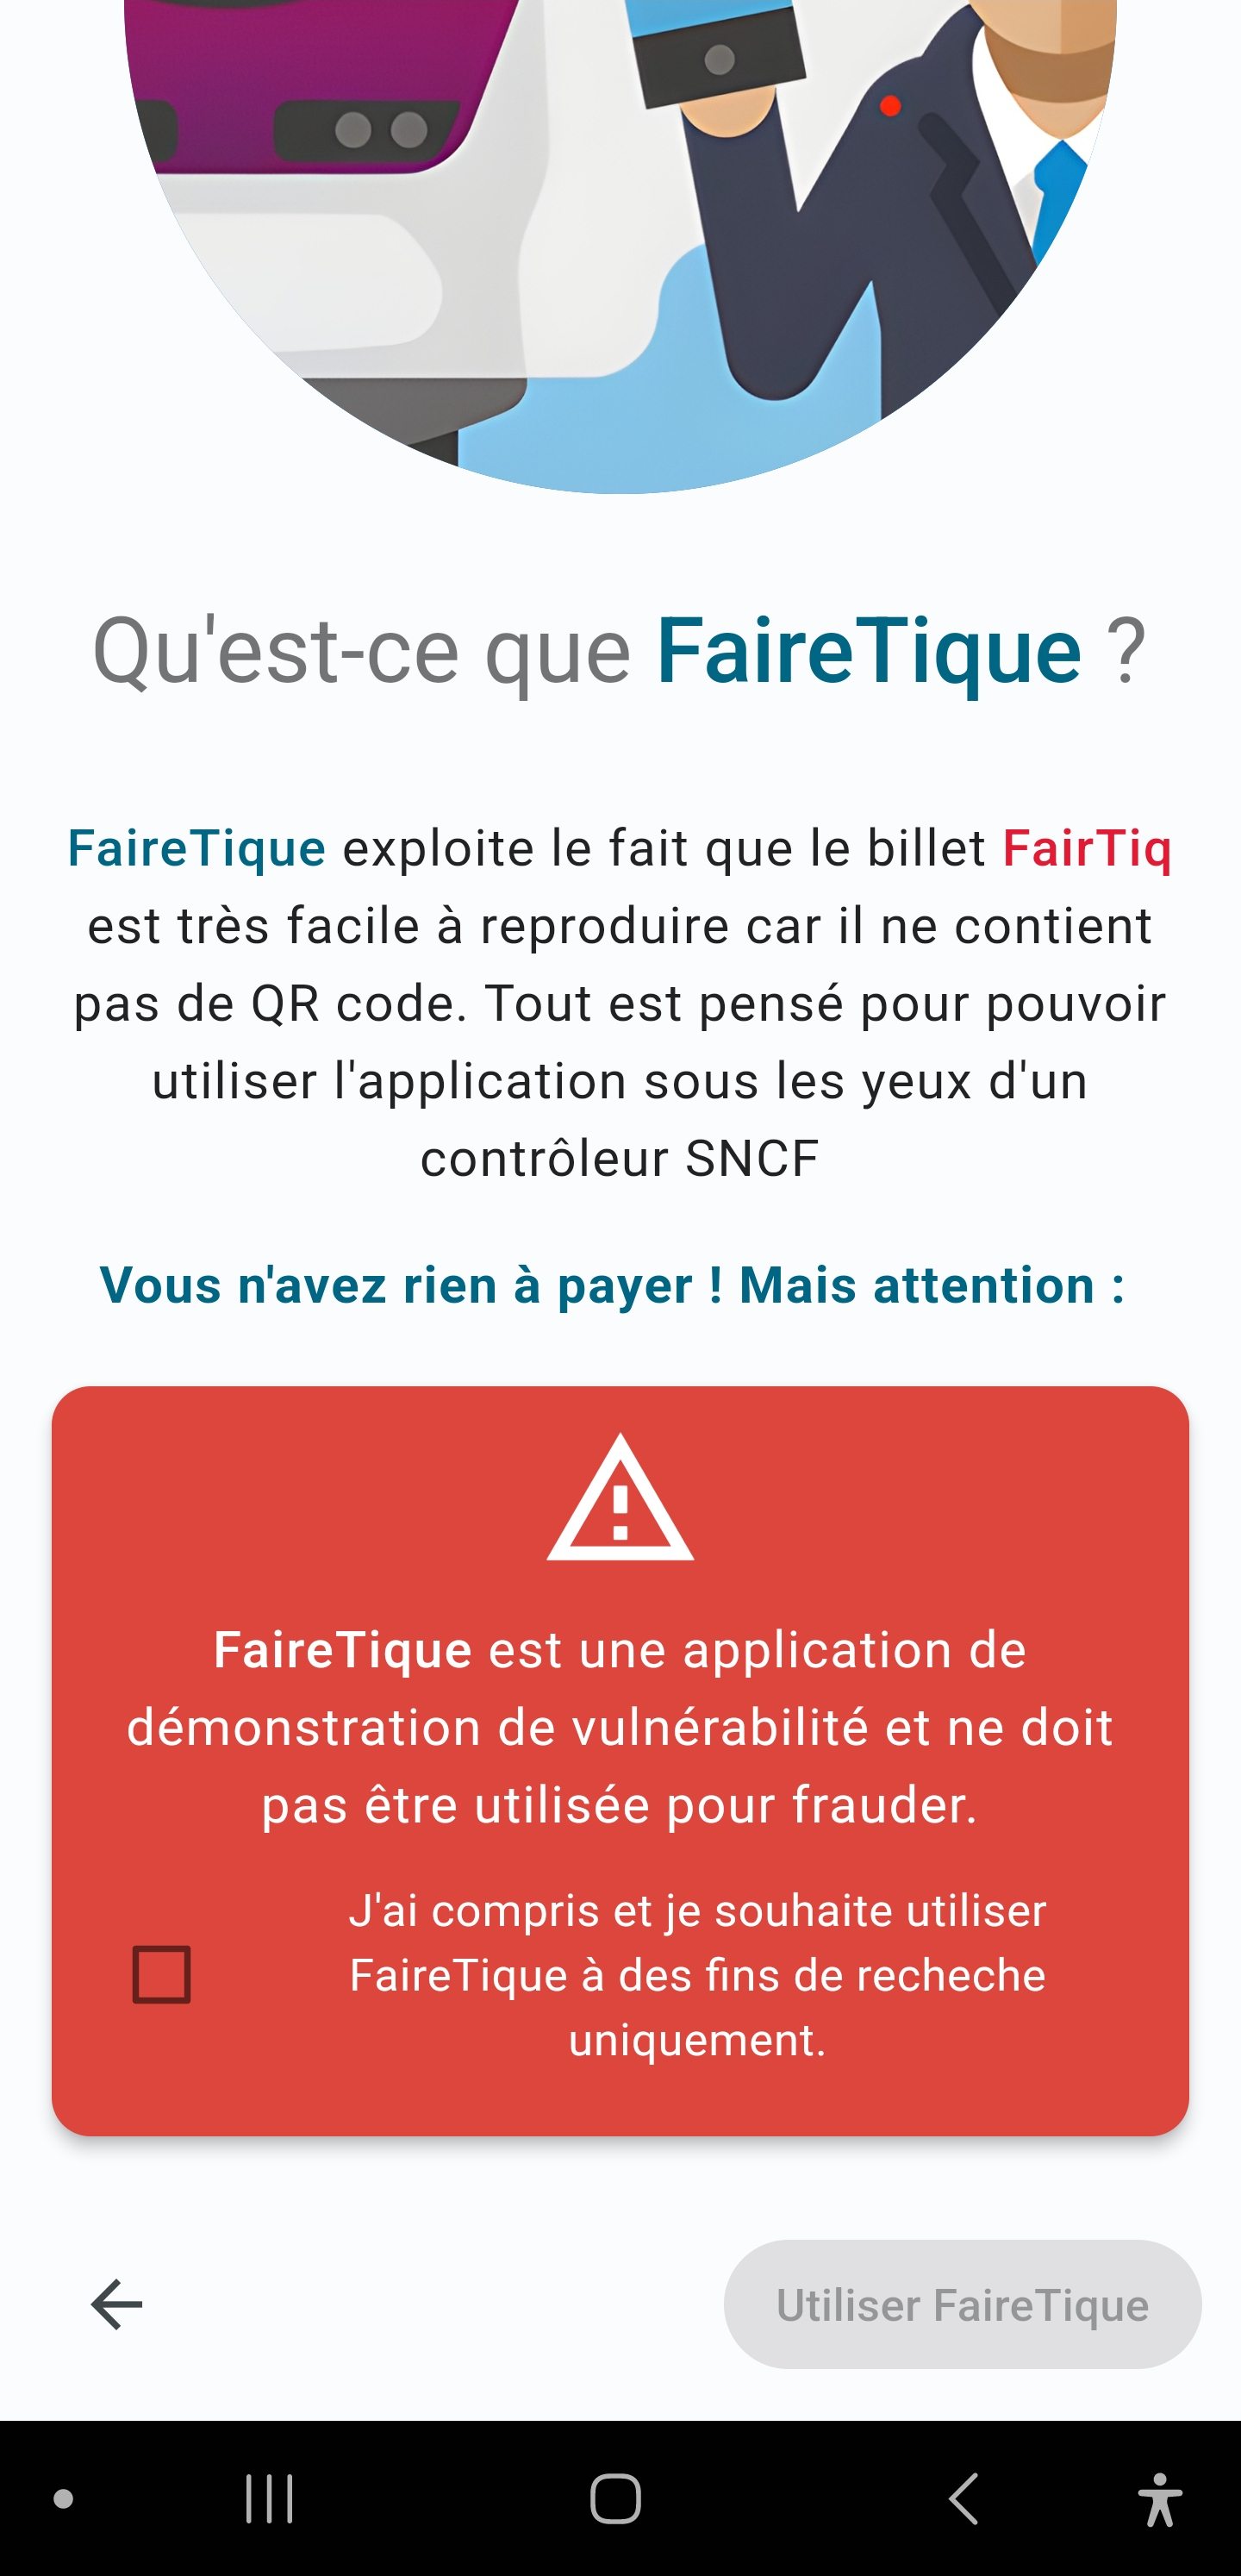 Qu'est-ce que FaireTique ?
FaireTique exploite le fait que le billet FairTiq
est très facile à reproduire car il ne contient
pas de QR code. Tout est pensé pour pouvoir
utiliser l'application sous les yeux d'un
contrôleur SNCF
Vous n'avez rien à payer ! Mais attention :
FaireTique est une application de
démonstration de vulnérabilité et ne doit
pas être utilisée pour frauder.
J'ai compris et je souhaite utiliser
FaireTique à des fins de recheche
uniquement.
Utiliser FaireTique